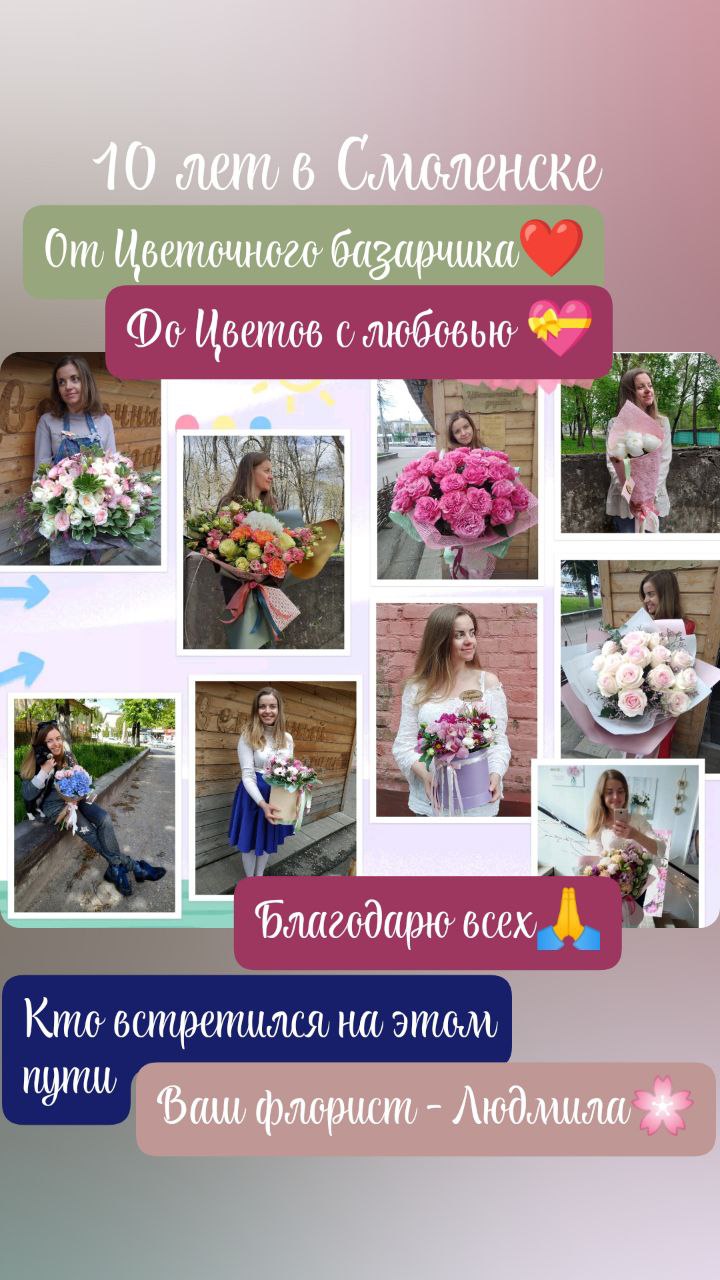 10 лет в Смоленске
От Цветочного базарчика❤️
До Цветов с любовью 💝
Благодарю всех🙏
Кто встретился на этом
пути
Ваш флорист - Людмила🌸